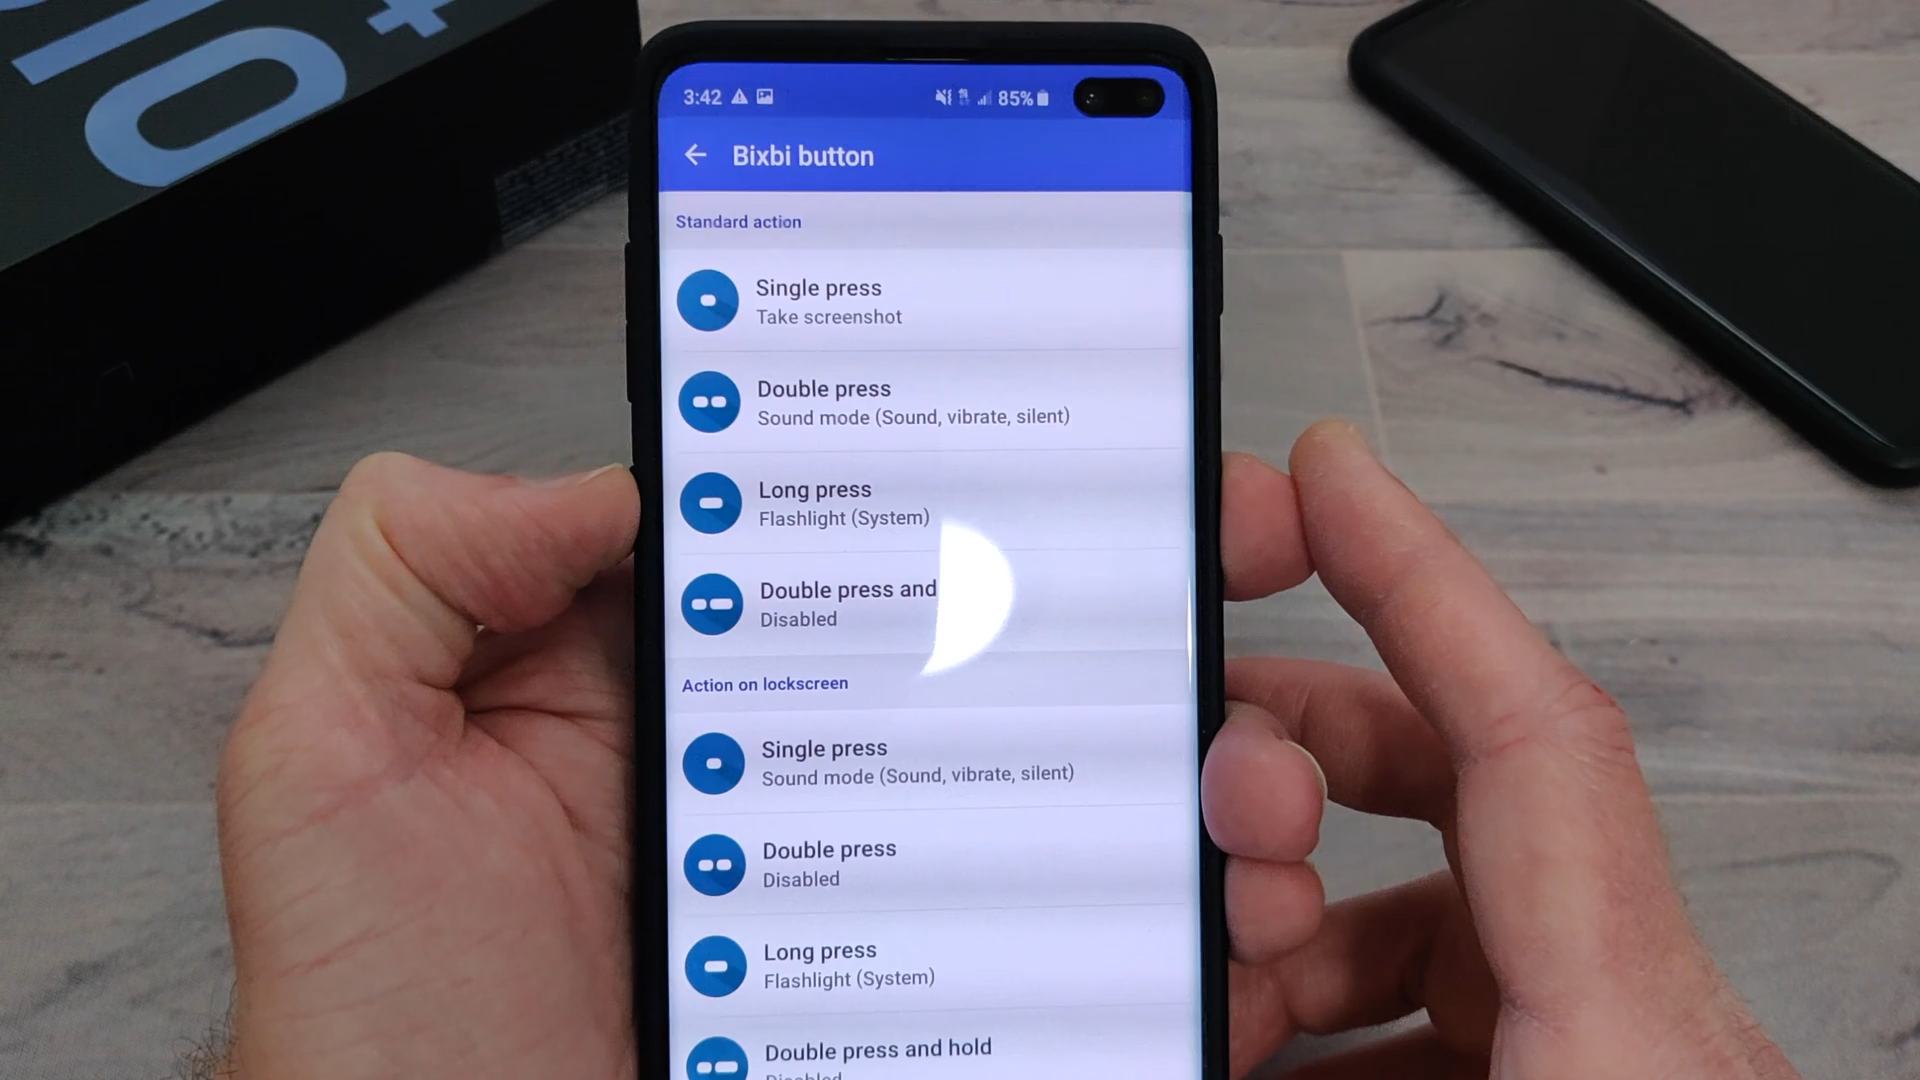 10+
3:42
85%
Bixbi button
Standard action
Single press
Take screenshot
Double press
Sound mode (Sound, vibrate, silent)
Long press
Flashlight (System)
Double press and
Disabled
Action on lockscreen
Single press
Sound mode (Sound, vibrate, silent)
Double press
Disabled
Long press
Flashlight (System)
Double press and hold
Disabled